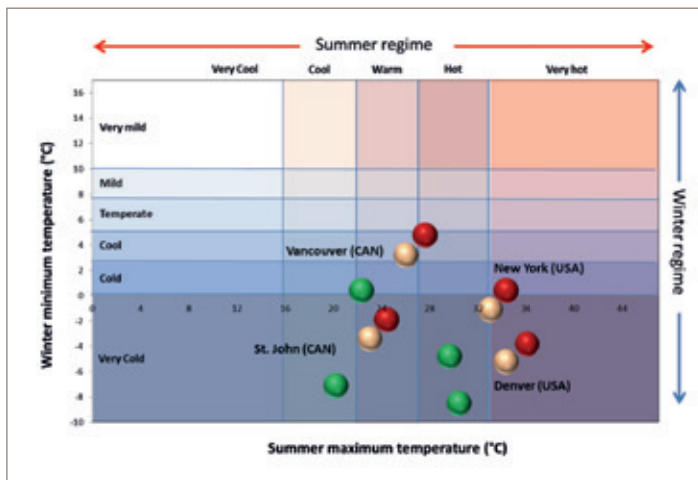 Summer regime
Very Cool Cool Warm Hot Very hot
16
14
12
10
8
6
4
2
0
-2
-4
-6
-8
-10
Very mild
Mild
Temperate
Cool
Cold
Very Cold
Vancouver (CAN)
New York (USA)
St. John (CAN)
Denver (USA)
0 4 8 12 16 20 24 28 32 36 40 44
Winter minimum temperature (°C)
Winter regime
Summer maximum temperature (°C)